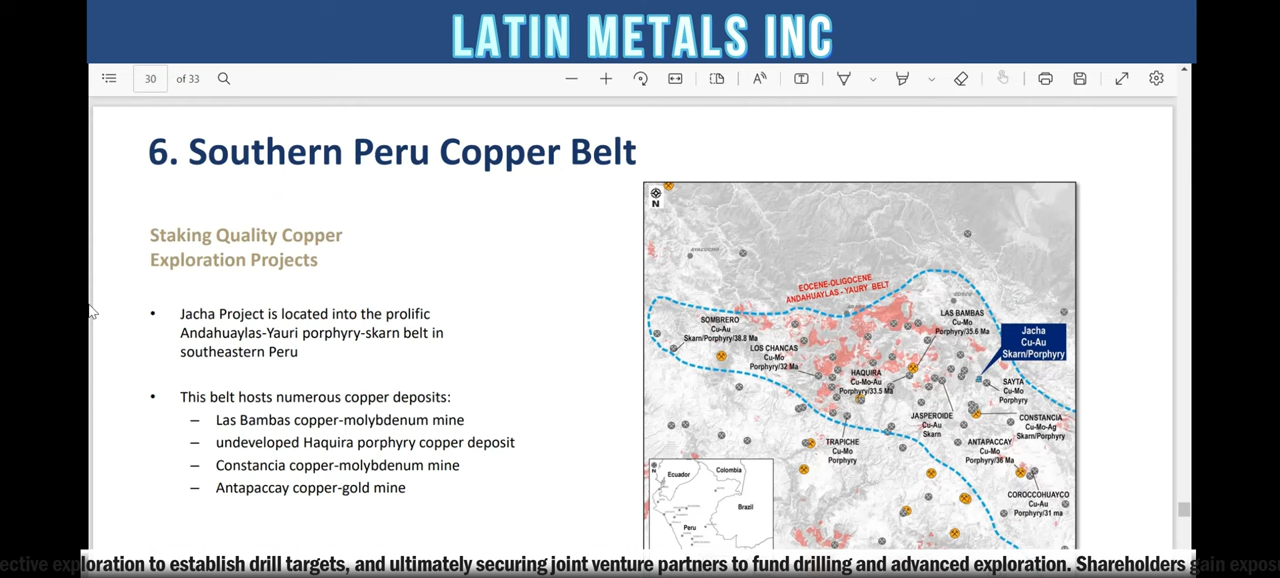 LATIN METALS INC
30 of 33
6. Southern Peru Copper Belt
Staking Quality Copper
Exploration Projects
• Jacha Project is located into the prolific
Andahuaylas-Yauri porphyry-skarn belt in
southeastern Peru
• This belt hosts numerous copper deposits:
– Las Bambas copper-molybdenum mine
– undeveloped Haquira porphyry copper deposit
– Constancia copper-molybdenum mine
– Antapaccay copper-gold mine
N
EOCENE-OLIGOCENE
ANDAHUAYLAS - YAURY BELT
SOMBRERO
Cu-Au
Skarn/Porphyry/38.8 Ma
LOS CHANCAS
Cu-Mo
Porphyry/32 Ma
HAQUIRA
Cu-Mo-Au
Porphyry/33.5 Ma
LAS BAMBAS
Cu-Mo
Porphyry/35.6 Ma
Jacha
Cu-Au
Skarn/Porphyry
SAYTA
Cu-Mo
Porphyry
JASPEROIDE
Cu-Au
Skarn
CONSTANCIA
Cu-Mo-Ag
Skarn/Porphyry
TRAPICHE
Cu-Mo
Porphyry
ANTAPACCAY
Cu-Mo
Porphyry/36 Ma
COROCCOHUAYCO
Cu-Au
Porphyry/31 ma
Ecuador
Colombia
Brazil
Peru
ective exploration to establish drill targets, and ultimately securing joint venture partners to fund drilling and advanced exploration. Shareholders gain expos